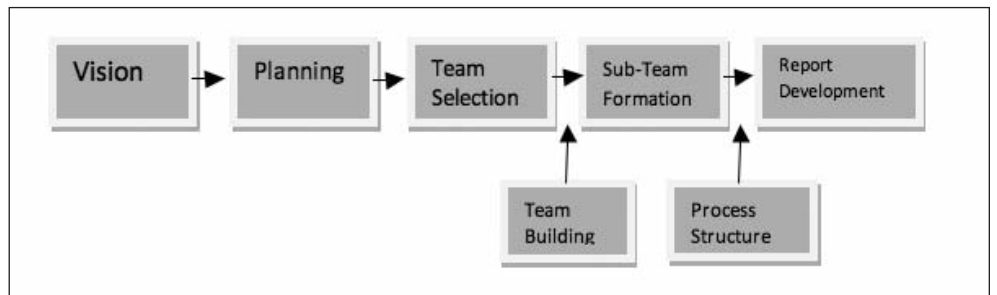 Vision
Planning
Team
Selection
Sub-Team
Formation
Report
Development
Team
Building
Process
Structure